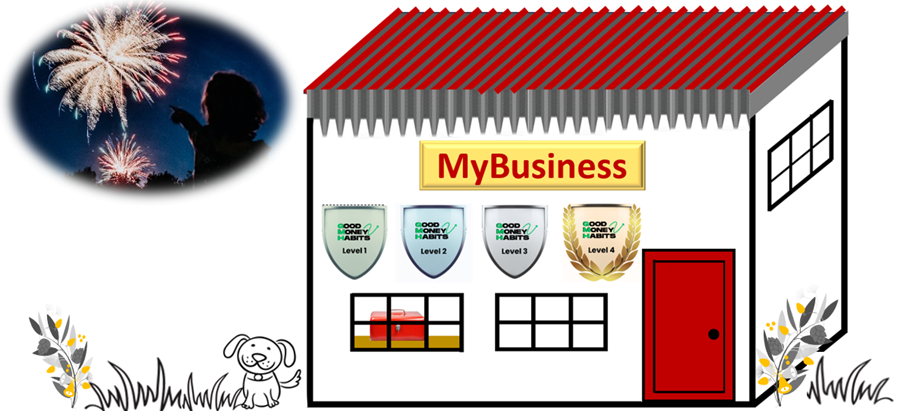 MyBusiness
GOOD
MONEY
HABITS
Level 1
GOOD
MONEY
HABITS
Level 2
GOOD
MONEY
HABITS
Level 3
GOOD
MONEY
HABITS
Level 4